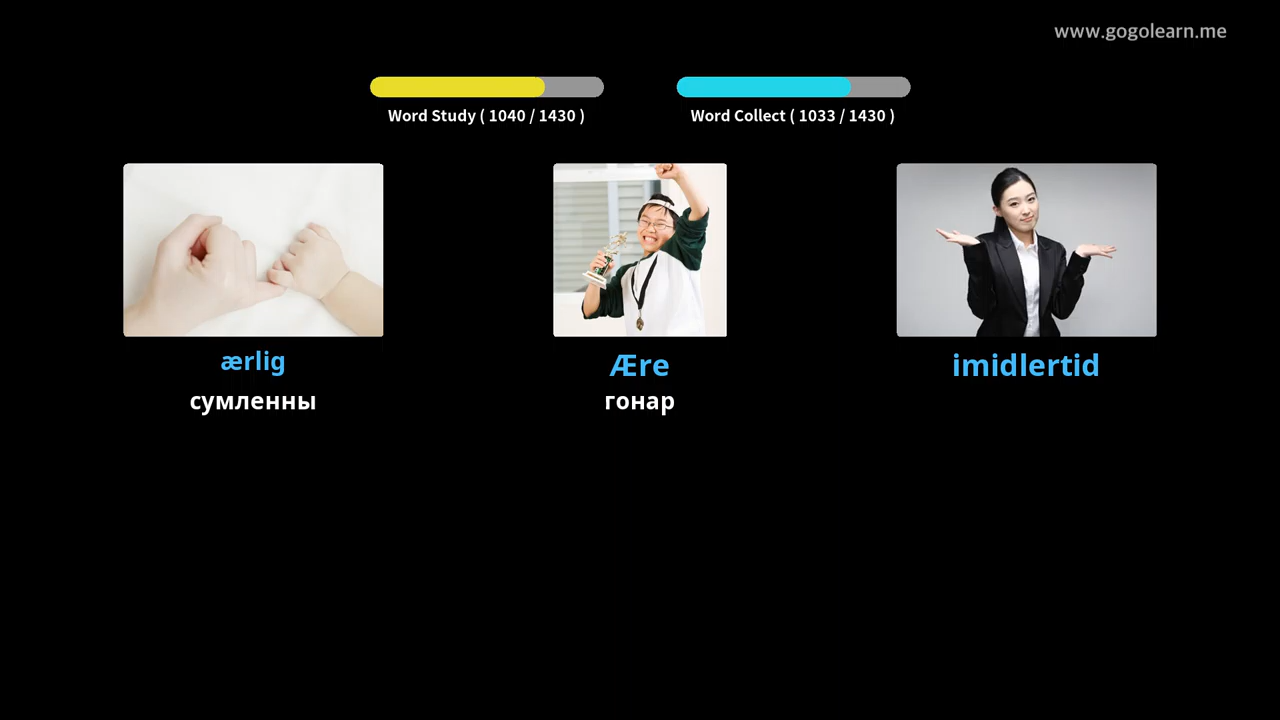 www.gogolearn.me
Word Study ( 1040 / 1430 )
Word Collect ( 1033 / 1430 )
ærlig
сумленны
Ære
гонар
imidlertid